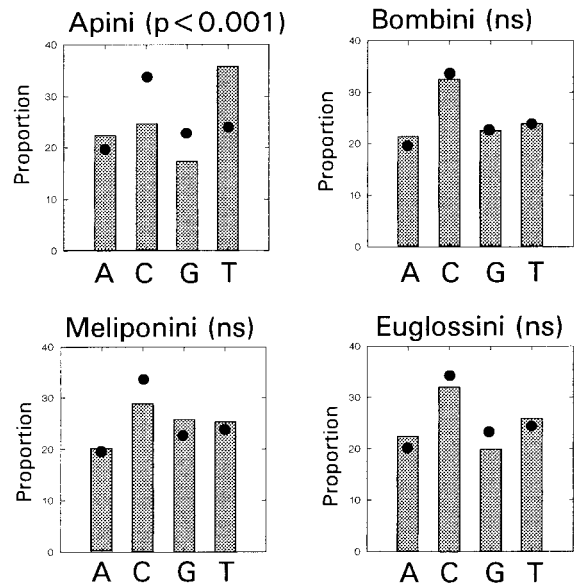 Apini (p<0.001)
Proportion
40
30
20
10
0
A C G T
Bombini (ns)
Proportion
40
30
20
10
0
A C G T
Meliponini (ns)
Proportion
40
30
20
10
0
A C G T
Euglossini (ns)
Proportion
40
30
20
10
0
A C G T